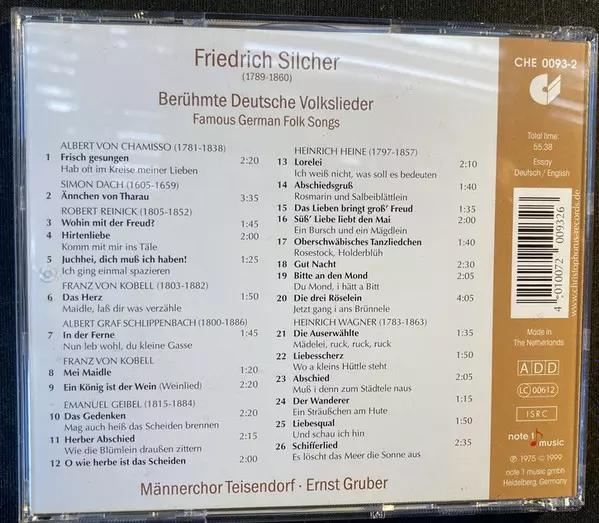 Friedrich Silcher
(1789-1860)
Berühmte Deutsche Volkslieder
Famous German Folk Songs
ALBERT VON CHAMISSO (1781-1838)
1 Frisch gesungen 2:20
Hab oft im Kreise meiner Lieben
SIMON DACH (1605-1659)
2 Ännchen von Tharau 3:35
ROBERT REINICK (1805-1852)
3 Wohin mit der Freud? 1:45
4 Hirtenliebe 2:00
Komm mit mir ins Täle
5 Juchhei, dich muß ich haben! 1:25
Ich ging einmal spazieren
FRANZ VON KOBELL (1803-1882)
6 Das Herz 1:50
Maidle, laß dir was verzähle
ALBERT GRAF SCHLIPPENBACH (1800-1886)
7 In der Ferne 1:45
Nun leb wohl, du kleine Gasse
FRANZ VON KOBELL
8 Mei Maidle 1:20
9 Ein König ist der Wein (Weinlied) 1:20
EMANUEL GEIBEL (1815-1884)
10 Das Gedenken 2:20
Mag auch heiß das Scheiden brennen
11 Herber Abschied 2:15
Wie die Blümlein draußen zittern
12 O wie herbe ist das Scheiden 2:00
HEINRICH HEINE (1797-1857)
13 Lorelei 2:10
Ich weiß nicht, was soll es bedeuten
14 Abschiedsgruß 1:40
Rosmarin und Salbeiblättlein
15 Das Lieben bringt groß' Freud 1:35
16 Süß' Liebe liebt den Mai 2:00
Ein Bursch und ein Mägdlein
17 Oberschwäbisches Tanzliedchen 1:40
Rosestock, Holderblüh
18 Gut Nacht 2:30
19 Bitte an den Mond 2:05
Du Mond, i hätt a Bitt
20 Die drei Röselein 4:05
Jetzt gang i ans Brünnele
HEINRICH WAGNER (1783-1863)
21 Die Auserwählte 1:35
Mädelei, ruck, ruck, ruck
22 Liebesscherz 1:50
Wo a kleins Hüttle steht
23 Abschied 2:05
Muß i denn zum Städtele naus
24 Der Wanderer 1:35
Ein Sträußchen am Hute
25 Liebesqual 1:50
Und schau ich hin
26 Schifferlied 2:35
Es löscht das Meer die Sonne aus
Männerchor Teisendorf · Ernst Gruber
CHE 0093-2
Total time:
55:38
Essay
Deutsch / English
4 010072 009326
www.christophorus-records.de
Made in
The Netherlands
ADD
LC 00612
ISRC
note 1 music
℗ 1975 © 1999
note 1 music gmbh
Heidelberg, Germany